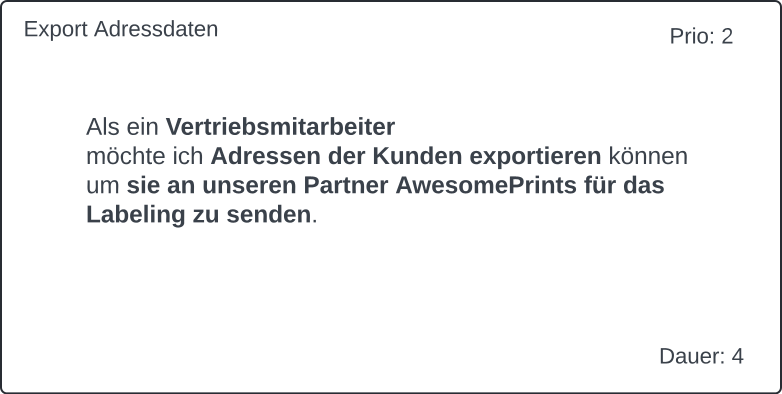 Export Adressdaten
Prio: 2
Als ein Vertriebsmitarbeiter
möchte ich Adressen der Kunden exportieren können
um sie an unseren Partner AwesomePrints für das
Labeling zu senden.
Dauer: 4